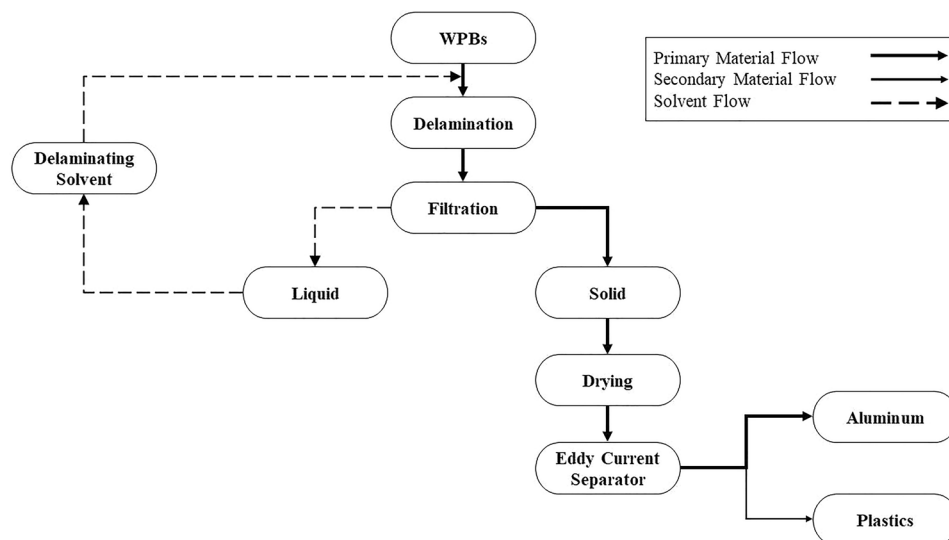 WPBs
Primary Material Flow
Secondary Material Flow
Solvent Flow
Delamination
Delaminating
Solvent
Filtration
Liquid
Solid
Drying
Aluminum
Eddy Current
Separator
Plastics